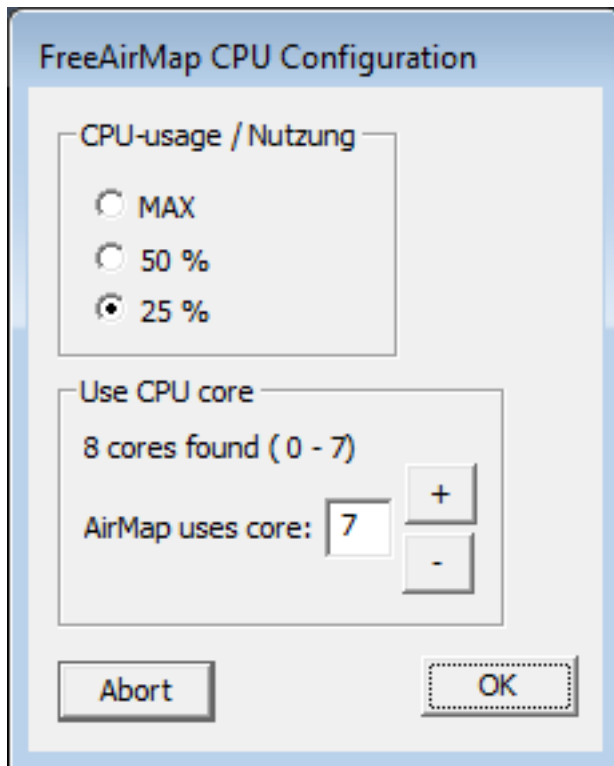 FreeAirMap CPU Configuration
CPU-usage / Nutzung
MAX
50 %
25 %
Use CPU core
8 cores found ( 0 - 7)
AirMap uses core: 7
+
-
Abort
OK